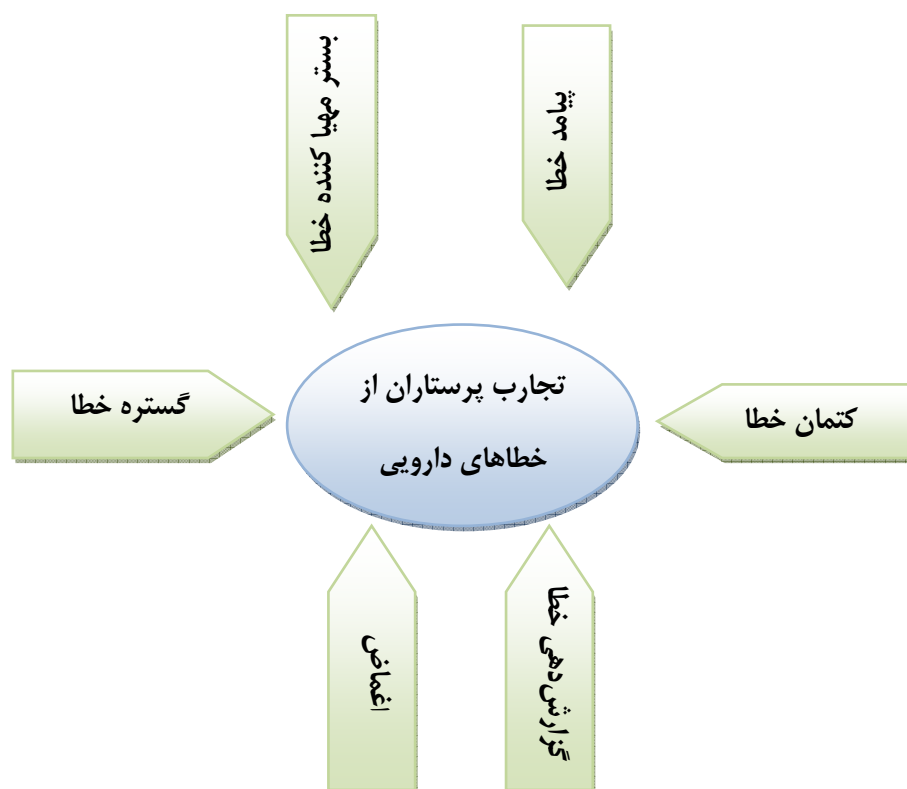 پیامد خطا
بستر مهیا کننده خطا
کتمان خطا
تجارب پرستاران از
خطاهای دارویی
گستره خطا
گزارش‌دهی خطا
اغماض